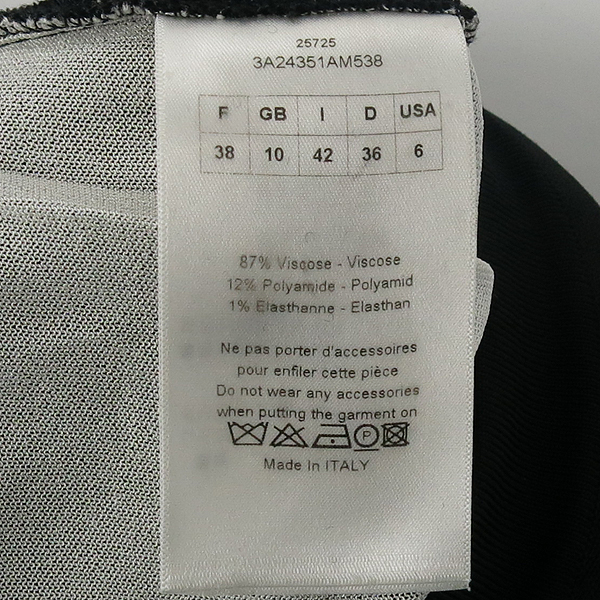 25725
3A24351AM538
F GB I D USA
38 10 42 36 6
87% Viscose - Viscose
12% Polyamide - Polyamid
1% Elasthanne - Elasthan
Ne pas porter d'accessoires
pour enfiler cette pièce
Do not wear any accessories
when putting the garment on
P
Made In ITALY